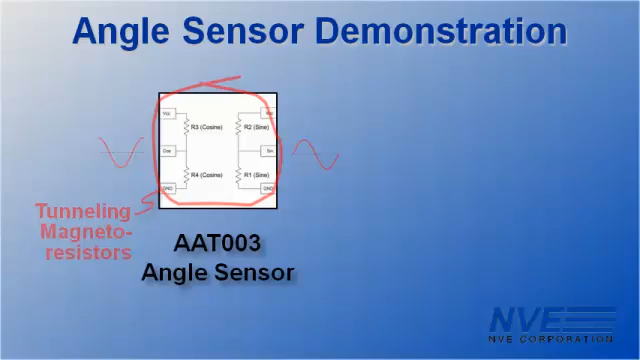 Angle Sensor Demonstration
Vcc
Vcc
R3 (Cosine)
R2 (Sine)
Cos
Sin
R4 (Cosine)
R1 (Sine)
GND
GND
Tunneling
Magneto-
resistors
AAT003
Angle Sensor
NVE
NVE CORPORATION